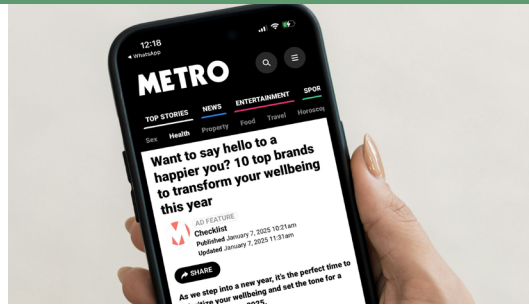 12:18
WhatsApp
METRO
TOP STORIES NEWS ENTERTAINMENT SPOR
Sex Health Property Food Travel Horoscop
Want to say hello to a
happier you? 10 top brands
to transform your wellbeing
this year
AD FEATURE
Checklist
Published January 7, 2025 10:21am
Updated January 7, 2025 11:31am
SHARE
As we step into a new year, it's the perfect time to
your wellbeing and set the tone for a
2025.